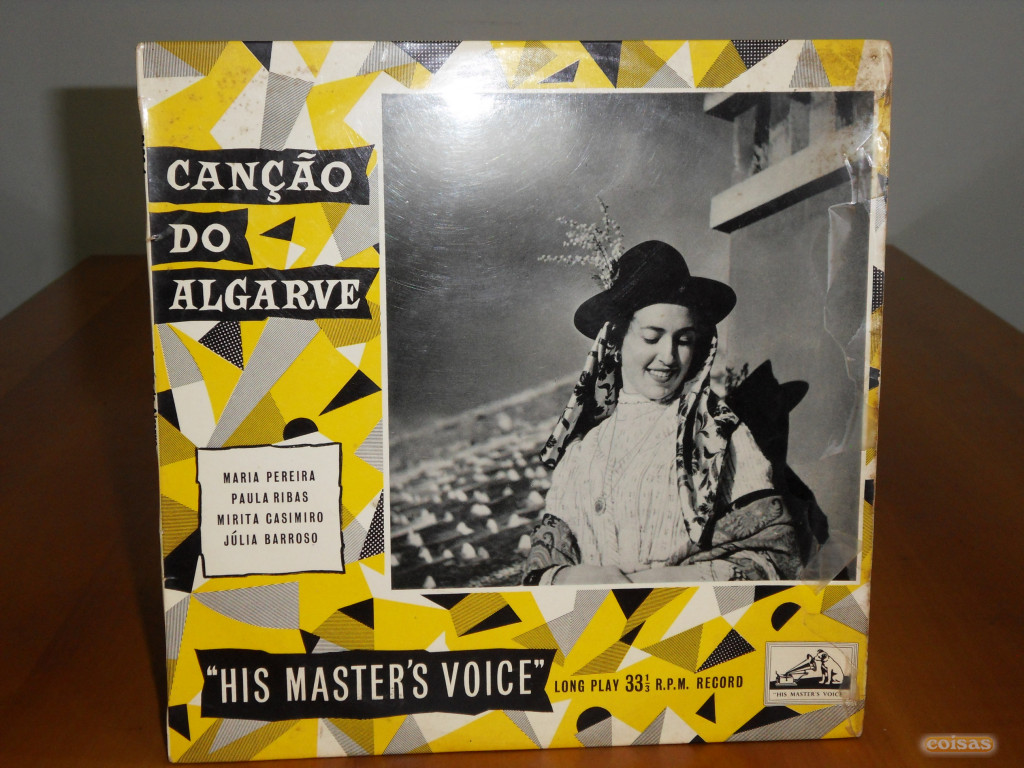 CANÇÃO
DO
ALGARVE
MARIA PEREIRA
PAULA RIBAS
MIRITA CASIMIRO
JÚLIA BARROSO
"HIS MASTER'S VOICE"
LONG PLAY 33⅓ R.P.M. RECORD
"HIS MASTER'S VOICE
coisas